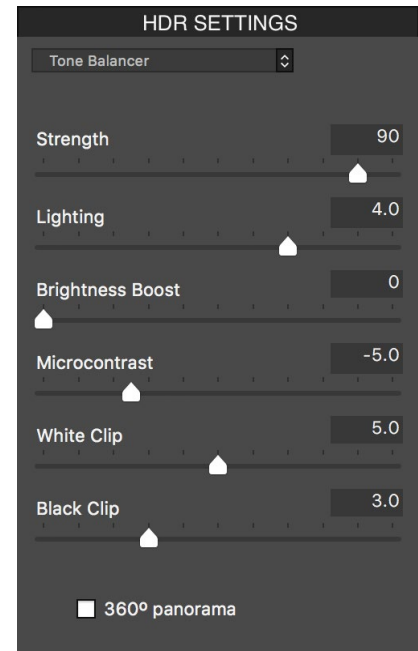 HDR SETTINGS
Tone Balancer
Strength 90
Lighting 4.0
Brightness Boost 0
Microcontrast -5.0
White Clip 5.0
Black Clip 3.0
360º panorama